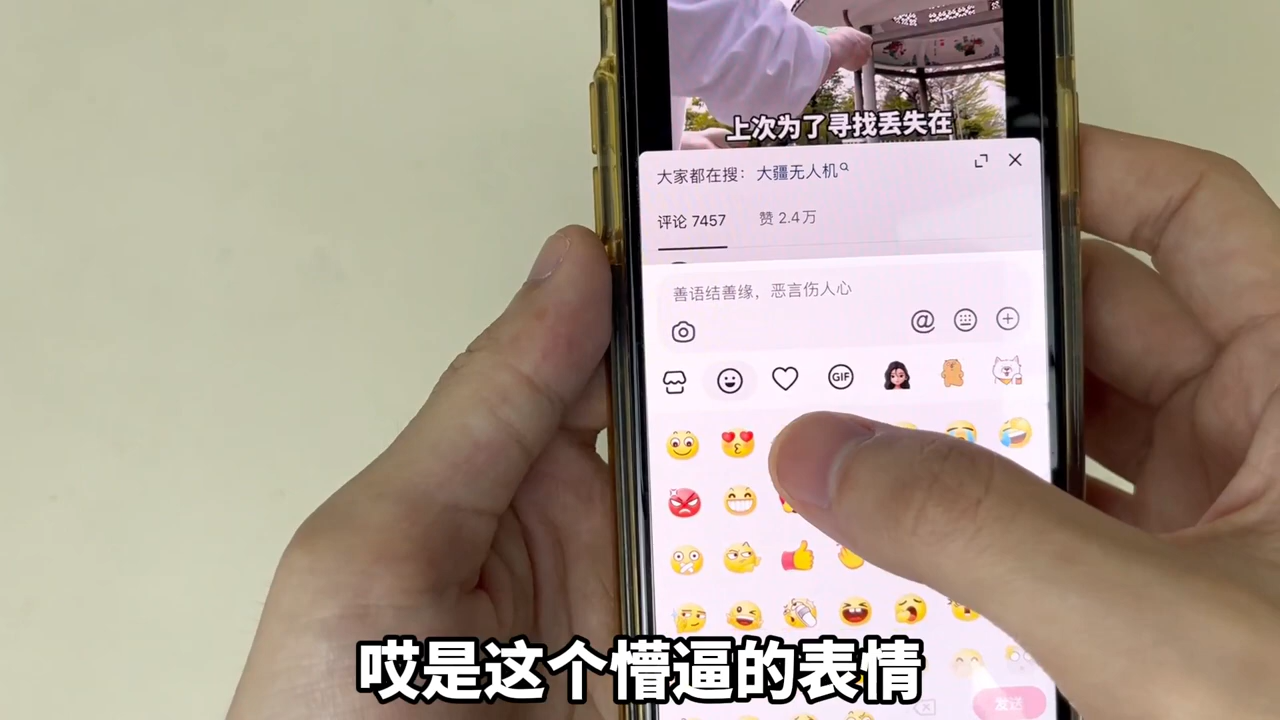 上次为了寻找丢失在
大家都在搜：大疆无人机
评论 7457 赞 2.4万
善语结善缘，恶言伤人心
@
GIF
发送
哎是这个懵逼的表情